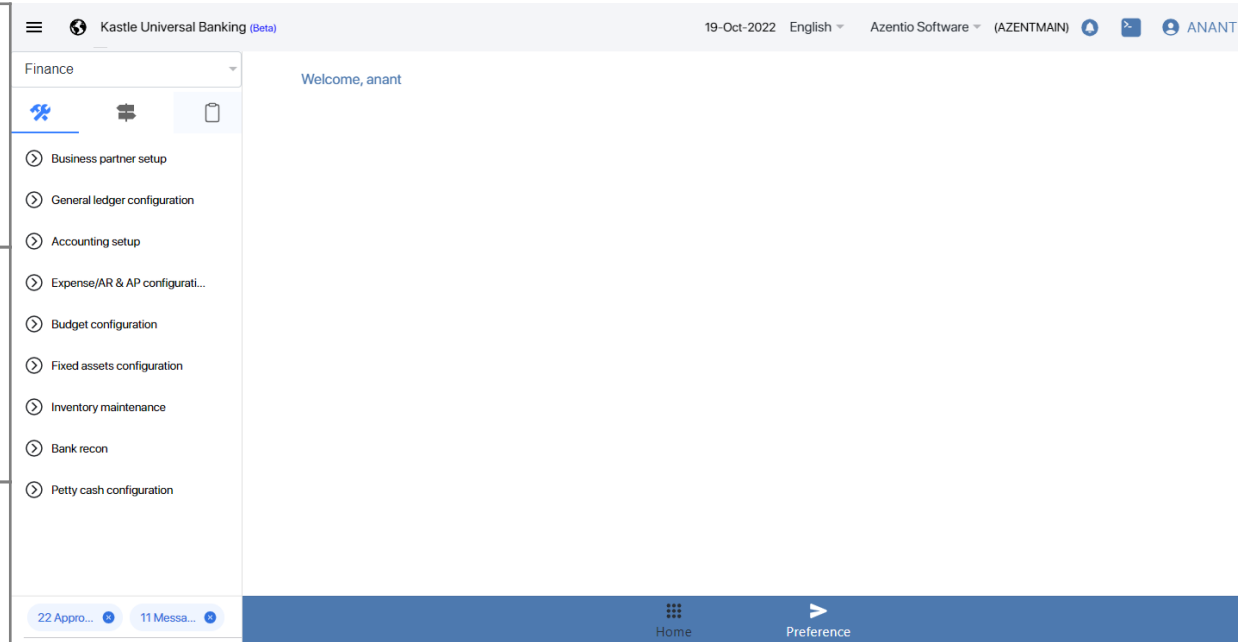 Kastle Universal Banking (Beta) 19-Oct-2022 English Azentio Software (AZENTMAIN) ANANT
Finance
Welcome, anant
Business partner setup
General ledger configuration
Accounting setup
Expense/AR & AP configurati...
Budget configuration
Fixed assets configuration
Inventory maintenance
Bank recon
Petty cash configuration
22 Appro... 11 Messa...
Home Preference